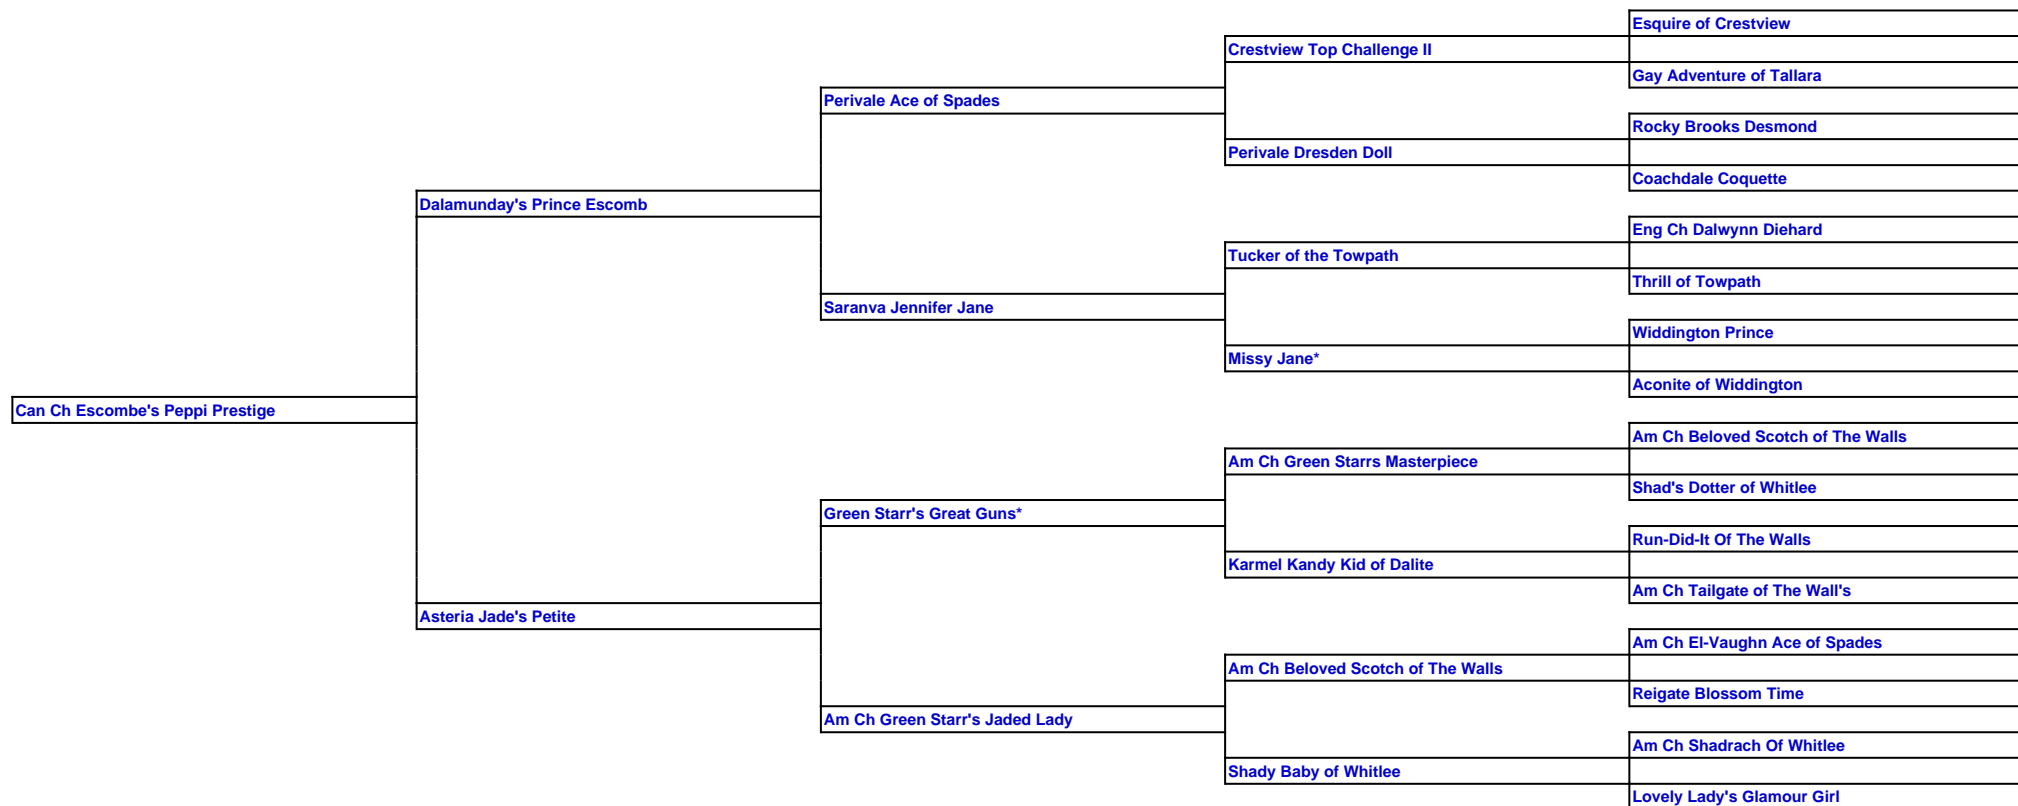 Esquire of Crestview
Crestview Top Challenge II
Gay Adventure of Tallara
Perivale Ace of Spades
Rocky Brooks Desmond
Perivale Dresden Doll
Coachdale Coquette
Dalamunday's Prince Escomb
Eng Ch Dalwynn Diehard
Tucker of the Towpath
Thrill of Towpath
Saranva Jennifer Jane
Widdington Prince
Missy Jane*
Aconite of Widdington
Can Ch Escombe's Peppi Prestige
Am Ch Beloved Scotch of The Walls
Am Ch Green Starrs Masterpiece
Shad's Dotter of Whitlee
Green Starr's Great Guns*
Run-Did-It Of The Walls
Karmel Kandy Kid of Dalite
Am Ch Tailgate of The Wall's
Asteria Jade's Petite
Am Ch El-Vaughn Ace of Spades
Am Ch Beloved Scotch of The Walls
Reigate Blossom Time
Am Ch Green Starr's Jaded Lady
Am Ch Shadrach Of Whitlee
Shady Baby of Whitlee
Lovely Lady's Glamour Girl